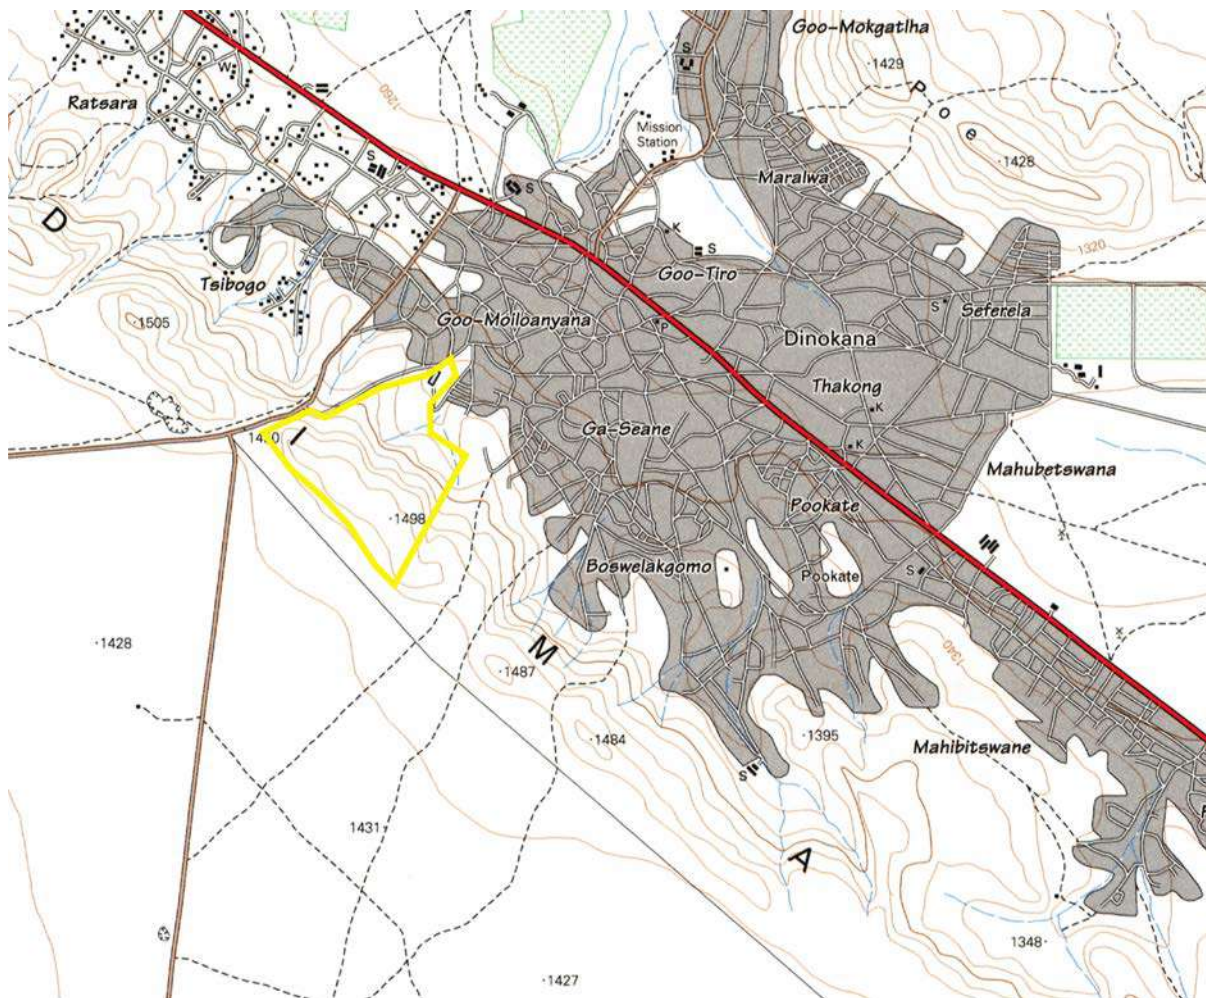 Goo-Mokgatlha
S
·1429
W
1260
Ratsara
P o e
Mission
Station
·1428
S
S
Maralwa
D
K
1320
S
Tsibogo
Goo-Tiro
S
Seferela
·1505
Goo-Moiloanyana
P
Dinokana
Thakong
K
I
Ga-Seane
K
Mahubetswana
·1498
Pookate
Boswelakgomo
Pookate
S
·1428
M
1340
·1487
·1484
·1395
Mahibitswane
S
1431·
A
1348·
·1427